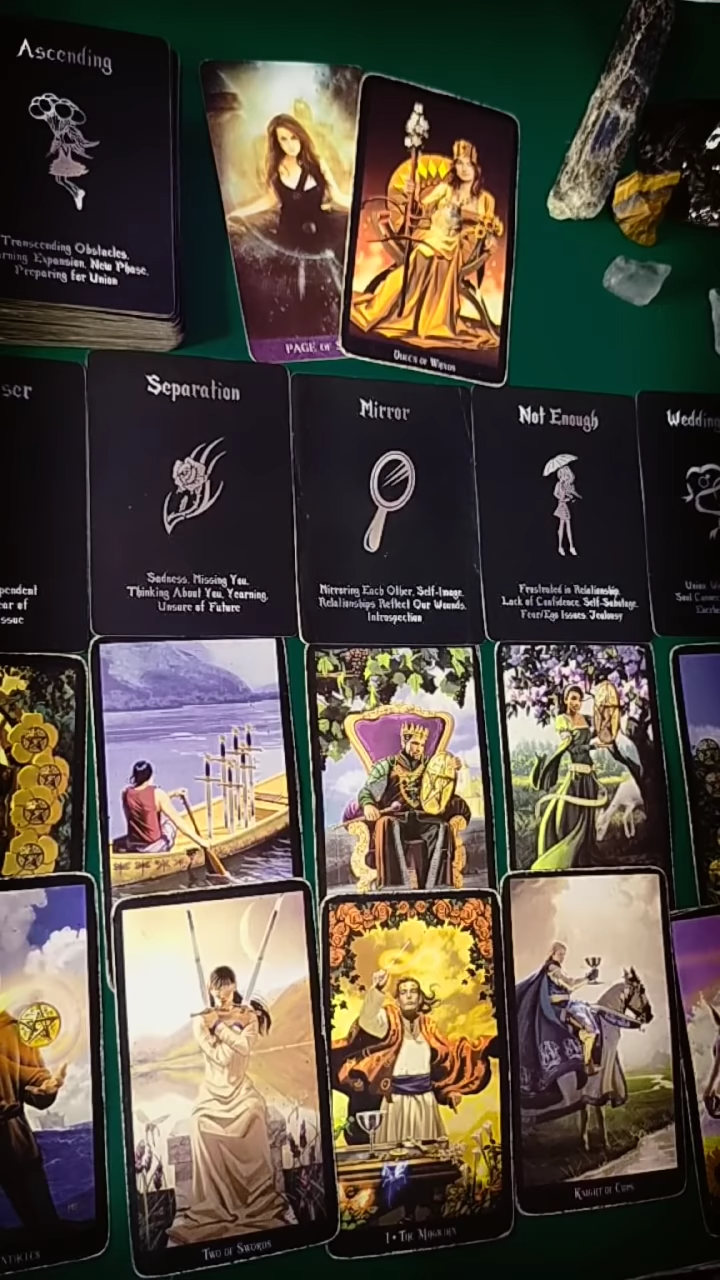 Ascending
Transcending Obstacles,
Expansion, New Phase,
Preparing for Union
PAGE OF
Queen of Wands
Separation
Sadness, Missing You,
Thinking About You, Yearning,
Unsure of Future
Mirror
Mirroring Each Other, Self-Image,
Relationships Reflect Our Wounds,
Introspection
Not Enough
Frustrated in Relationship,
Lack of Confidence, Self-Sabotage,
Fear/Ego Issues, Jealousy
Wedding
Two of Swords
I • The Magician
Knight of Cups